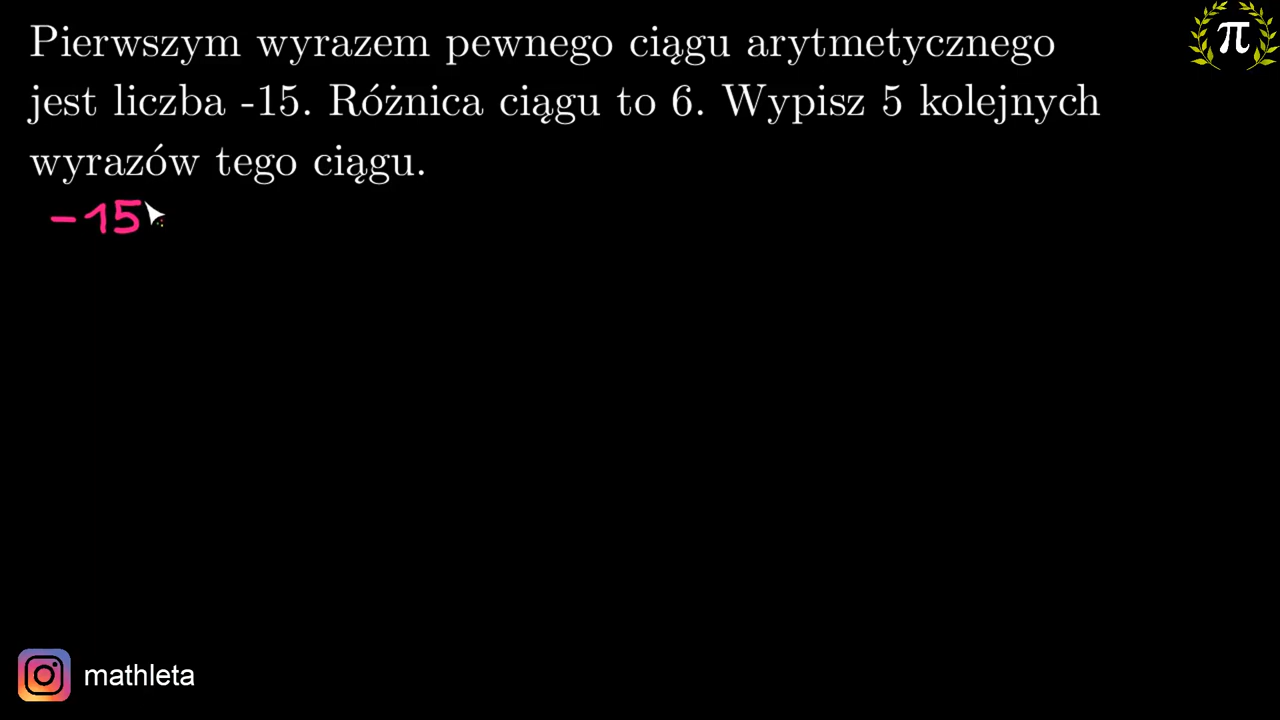 Pierwszym wyrazem pewnego ciągu arytmetycznego
jest liczba -15. Różnica ciągu to 6. Wypisz 5 kolejnych
wyrazów tego ciągu.
-15
π
mathleta